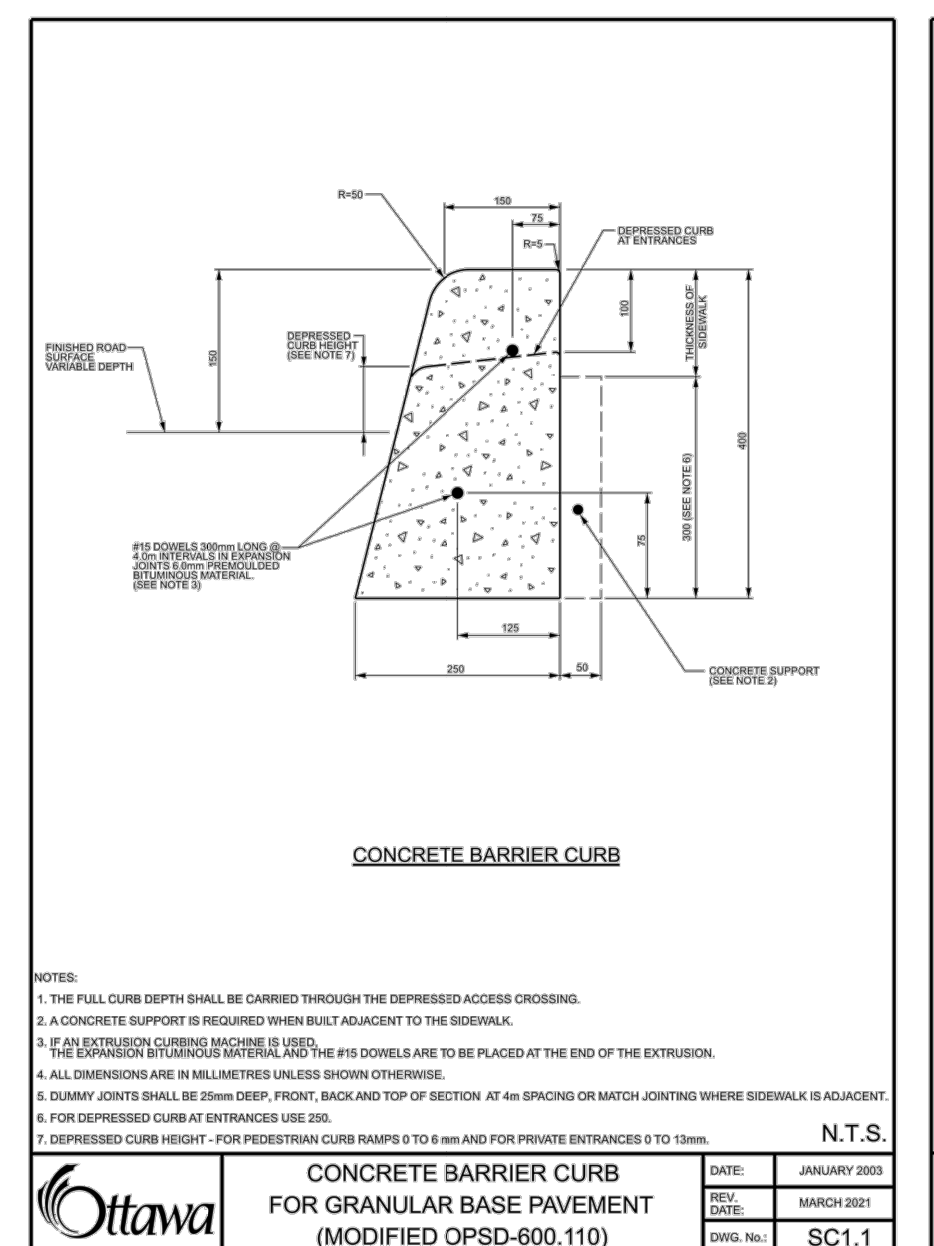 R=50
150
75
R=5
DEPRESSED CURB
AT ENTRANCES
100
THICKNESS OF
SIDEWALK
150
DEPRESSED
CURB HEIGHT
(SEE NOTE 7)
FINISHED ROAD
SURFACE
VARIABLE DEPTH
400
300 (SEE NOTE 6)
75
#15 DOWELS 300mm LONG @
4.0m INTERVALS IN EXPANSION
JOINTS 6.0mm PREMOULDED
BITUMINOUS MATERIAL.
(SEE NOTE 3)
125
250
50
CONCRETE SUPPORT
(SEE NOTE 2)
CONCRETE BARRIER CURB
NOTES:
1. THE FULL CURB DEPTH SHALL BE CARRIED THROUGH THE DEPRESSED ACCESS CROSSING.
2. A CONCRETE SUPPORT IS REQUIRED WHEN BUILT ADJACENT TO THE SIDEWALK.
3. IF AN EXTRUSION CURBING MACHINE IS USED,
THE EXPANSION BITUMINOUS MATERIAL AND THE #15 DOWELS ARE TO BE PLACED AT THE END OF THE EXTRUSION.
4. ALL DIMENSIONS ARE IN MILLIMETRES UNLESS SHOWN OTHERWISE.
5. DUMMY JOINTS SHALL BE 25mm DEEP, FRONT, BACK AND TOP OF SECTION AT 4m SPACING OR MATCH JOINTING WHERE SIDEWALK IS ADJACENT.
6. FOR DEPRESSED CURB AT ENTRANCES USE 250.
7. DEPRESSED CURB HEIGHT - FOR PEDESTRIAN CURB RAMPS 0 TO 6 mm AND FOR PRIVATE ENTRANCES 0 TO 13mm.
N.T.S.
Ottawa
CONCRETE BARRIER CURB
FOR GRANULAR BASE PAVEMENT
(MODIFIED OPSD-600.110)
DATE: JANUARY 2003
REV.
DATE: MARCH 2021
DWG. No.: SC1.1